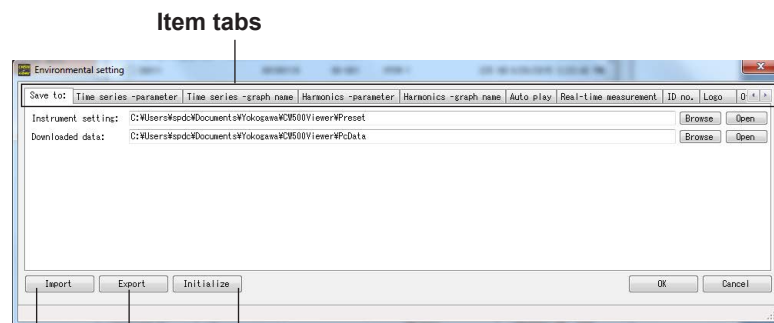 Item tabs
Environmental setting
Save to: Time series -parameter Time series -graph name Harmonics -parameter Harmonics -graph name Auto play Real-time measurement ID no. Logo O
Instrument setting: C:¥Users¥spdc¥Documents¥Yokogawa¥CW500Viewer¥Preset Browse Open
Downloaded data: C:¥Users¥spdc¥Documents¥Yokogawa¥CW500Viewer¥PcData Browse Open
Import Export Initialize OK Cancel